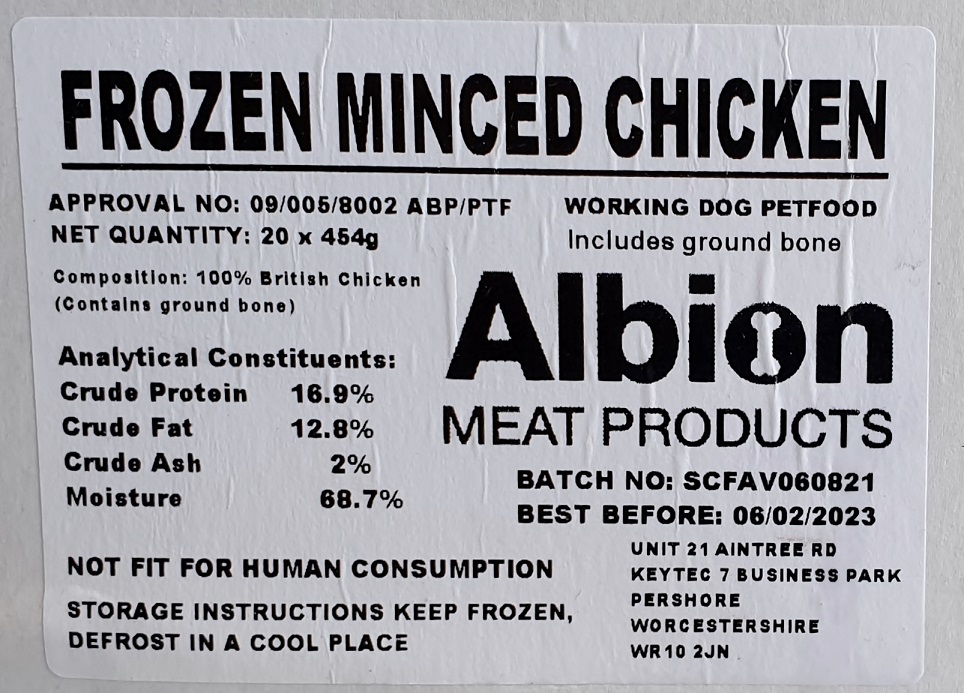 FROZEN MINCED CHICKEN
APPROVAL NO: 09/005/8002 ABP/PTF
NET QUANTITY: 20 x 454g
WORKING DOG PETFOOD
Includes ground bone
Composition: 100% British Chicken
(Contains ground bone)
Albion
MEAT PRODUCTS
Analytical Constituents:
Crude Protein 16.9%
Crude Fat 12.8%
Crude Ash 2%
Moisture 68.7%
BATCH NO: SCFAV060821
BEST BEFORE: 06/02/2023
NOT FIT FOR HUMAN CONSUMPTION
STORAGE INSTRUCTIONS KEEP FROZEN,
DEFROST IN A COOL PLACE
UNIT 21 AINTREE RD
KEYTEC 7 BUSINESS PARK
PERSHORE
WORCESTERSHIRE
WR10 2JN